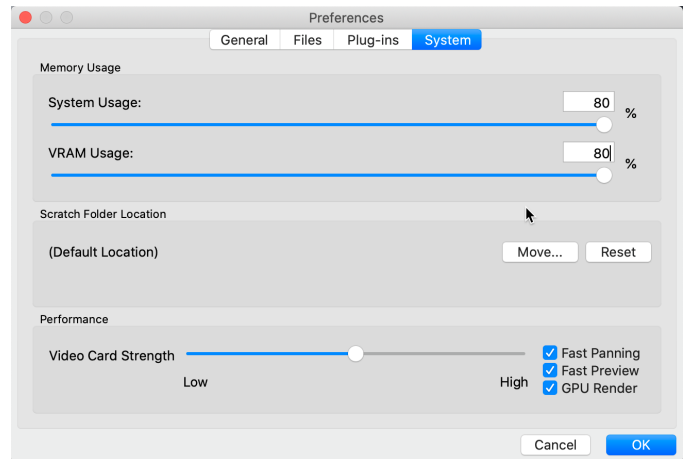 Preferences
General Files Plug-ins System
Memory Usage
System Usage: 80 %
VRAM Usage: 80 %
Scratch Folder Location
(Default Location) Move... Reset
Performance
Video Card Strength Fast Panning
Fast Preview
Low High GPU Render
Cancel OK